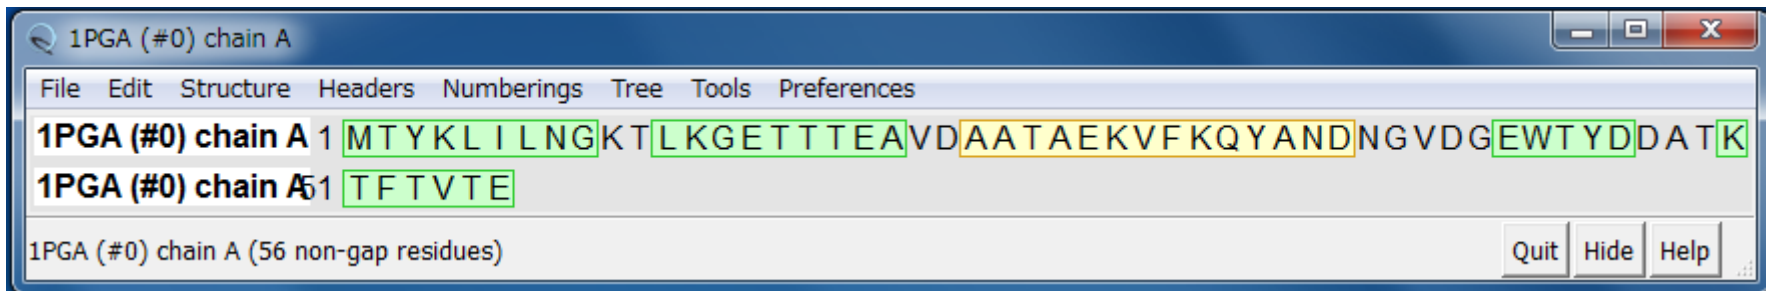 1PGA (#0) chain A
File Edit Structure Headers Numberings Tree Tools Preferences
1PGA (#0) chain A 1 MTYKLILNGKTLKGETTTEAVDAATAEKVFKQYANDNGVDGEWTYDDATK
1PGA (#0) chain A 51 TFTVTE
1PGA (#0) chain A (56 non-gap residues) Quit Hide Help